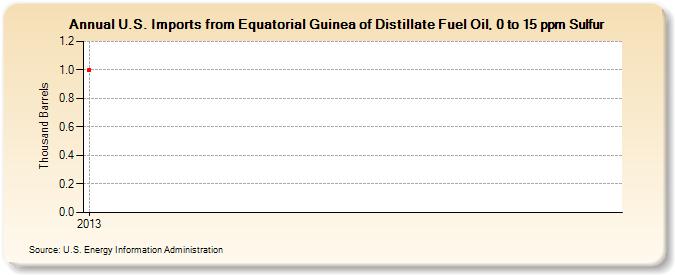 Annual U.S. Imports from Equatorial Guinea of Distillate Fuel Oil, 0 to 15 ppm Sulfur
Thousand Barrels
1.2
1.0
0.8
0.6
0.4
0.2
0.0
2013
Source: U.S. Energy Information Administration